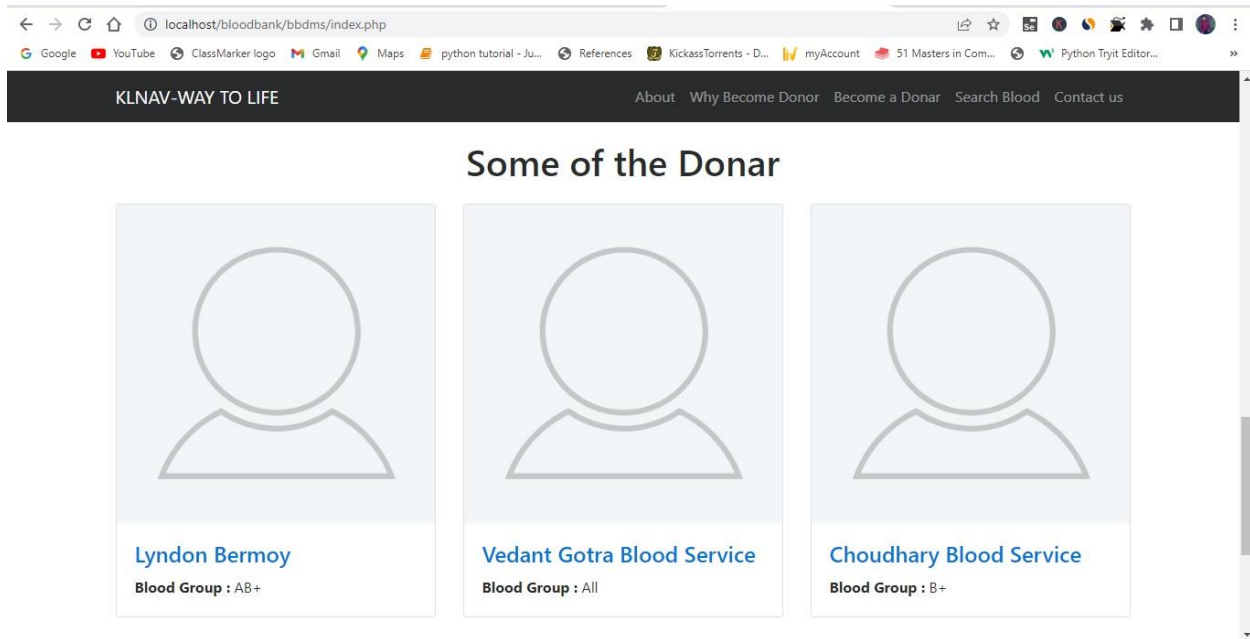 localhost/bloodbank/bbdms/index.php
Google YouTube ClassMarker logo Gmail Maps python tutorial - Ju... References KickassTorrents - D... myAccount 51 Masters in Com... Python Tryit Editor... »
KLNAV-WAY TO LIFE About Why Become Donor Become a Donar Search Blood Contact us
Some of the Donar
Lyndon Bermoy
Blood Group : AB+
Vedant Gotra Blood Service
Blood Group : All
Choudhary Blood Service
Blood Group : B+